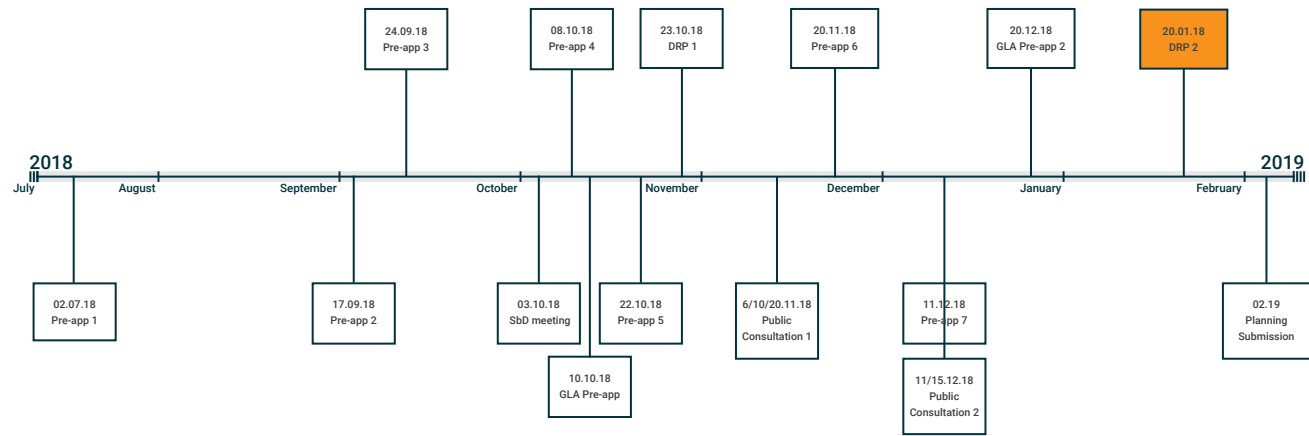 24.09.18
Pre-app 3
08.10.18
Pre-app 4
23.10.18
DRP 1
20.11.18
Pre-app 6
20.12.18
GLA Pre-app 2
20.01.18
DRP 2
2018
2019
July
August
September
October
November
December
January
February
02.07.18
Pre-app 1
17.09.18
Pre-app 2
03.10.18
SbD meeting
22.10.18
Pre-app 5
6/10/20.11.18
Public
Consultation 1
11.12.18
Pre-app 7
02.19
Planning
Submission
10.10.18
GLA Pre-app
11/15.12.18
Public
Consultation 2